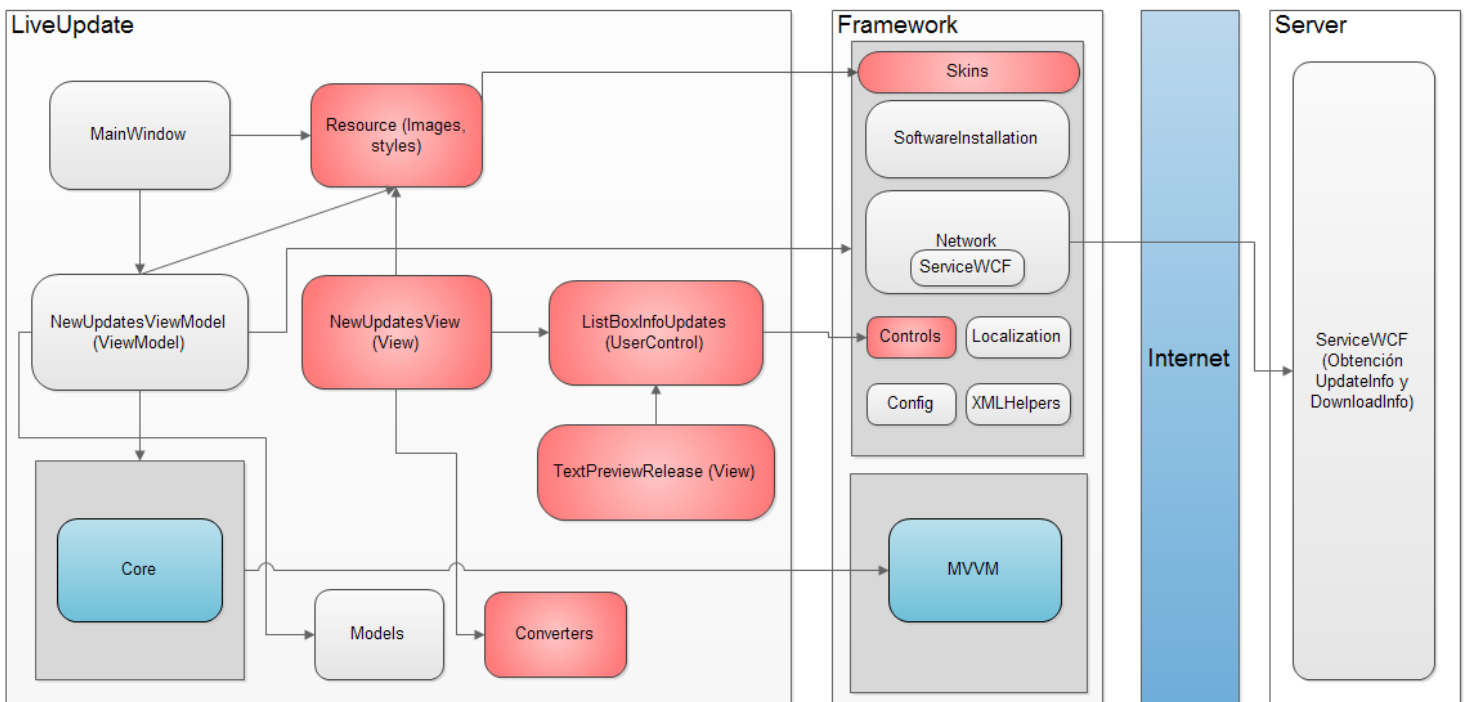 LiveUpdate
MainWindow
Resource (Images,
styles)
NewUpdatesViewModel
(ViewModel)
NewUpdatesView
(View)
ListBoxInfoUpdates
(UserControl)
TextPreviewRelease (View)
Core
Models
Converters
Framework
Skins
SoftwareInstallation
Network
ServiceWCF
Controls
Localization
Config
XMLHelpers
MVVM
Internet
Server
ServiceWCF
(Obtención
UpdateInfo y
DownloadInfo)